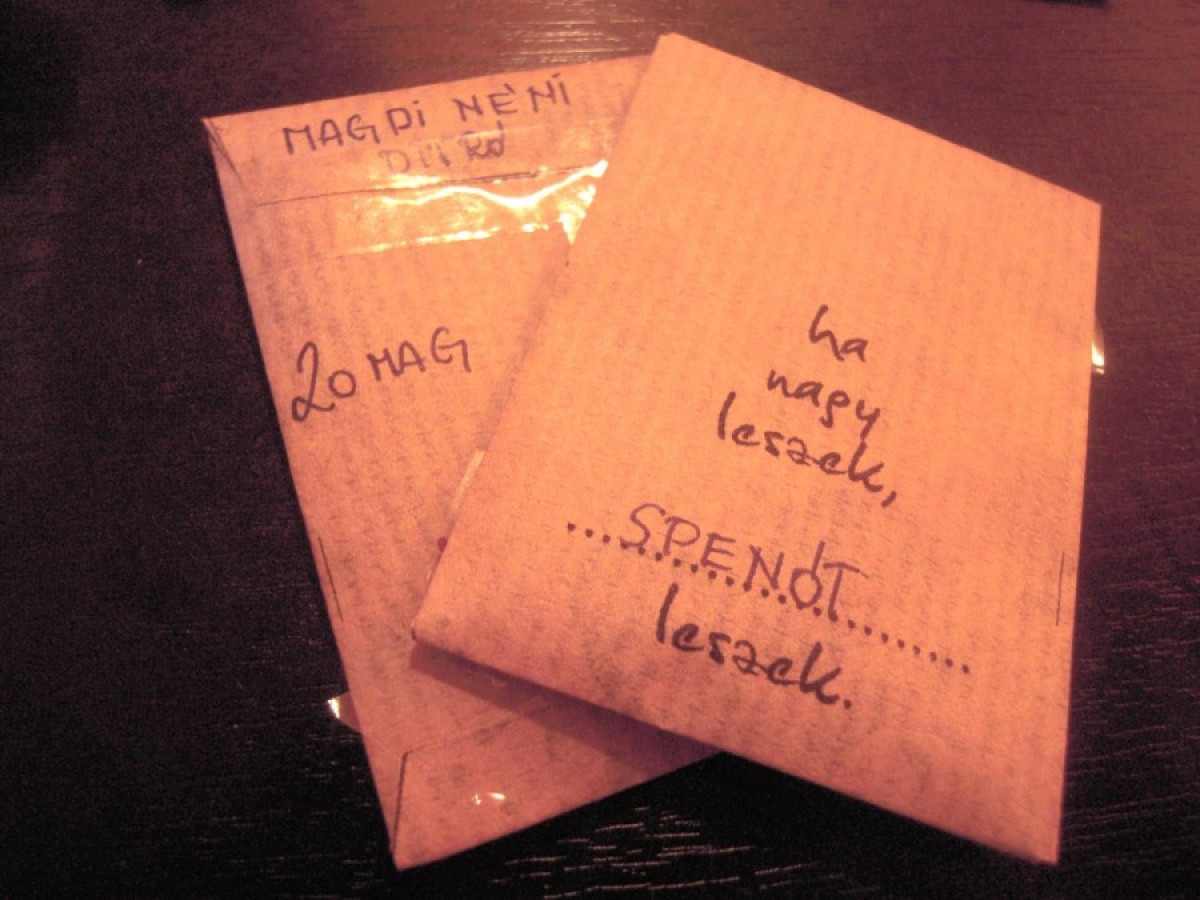 MAGDI NÉNI
20 MAG
ha
nagy
leszek,
...SPENÓT...
leszek.